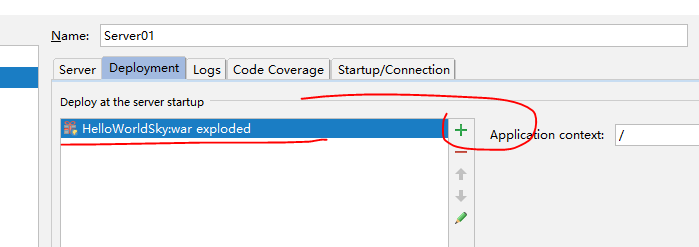 Name: Server01
Server Deployment Logs Code Coverage Startup/Connection
Deploy at the server startup
HelloWorldSky:war exploded
Application context: /